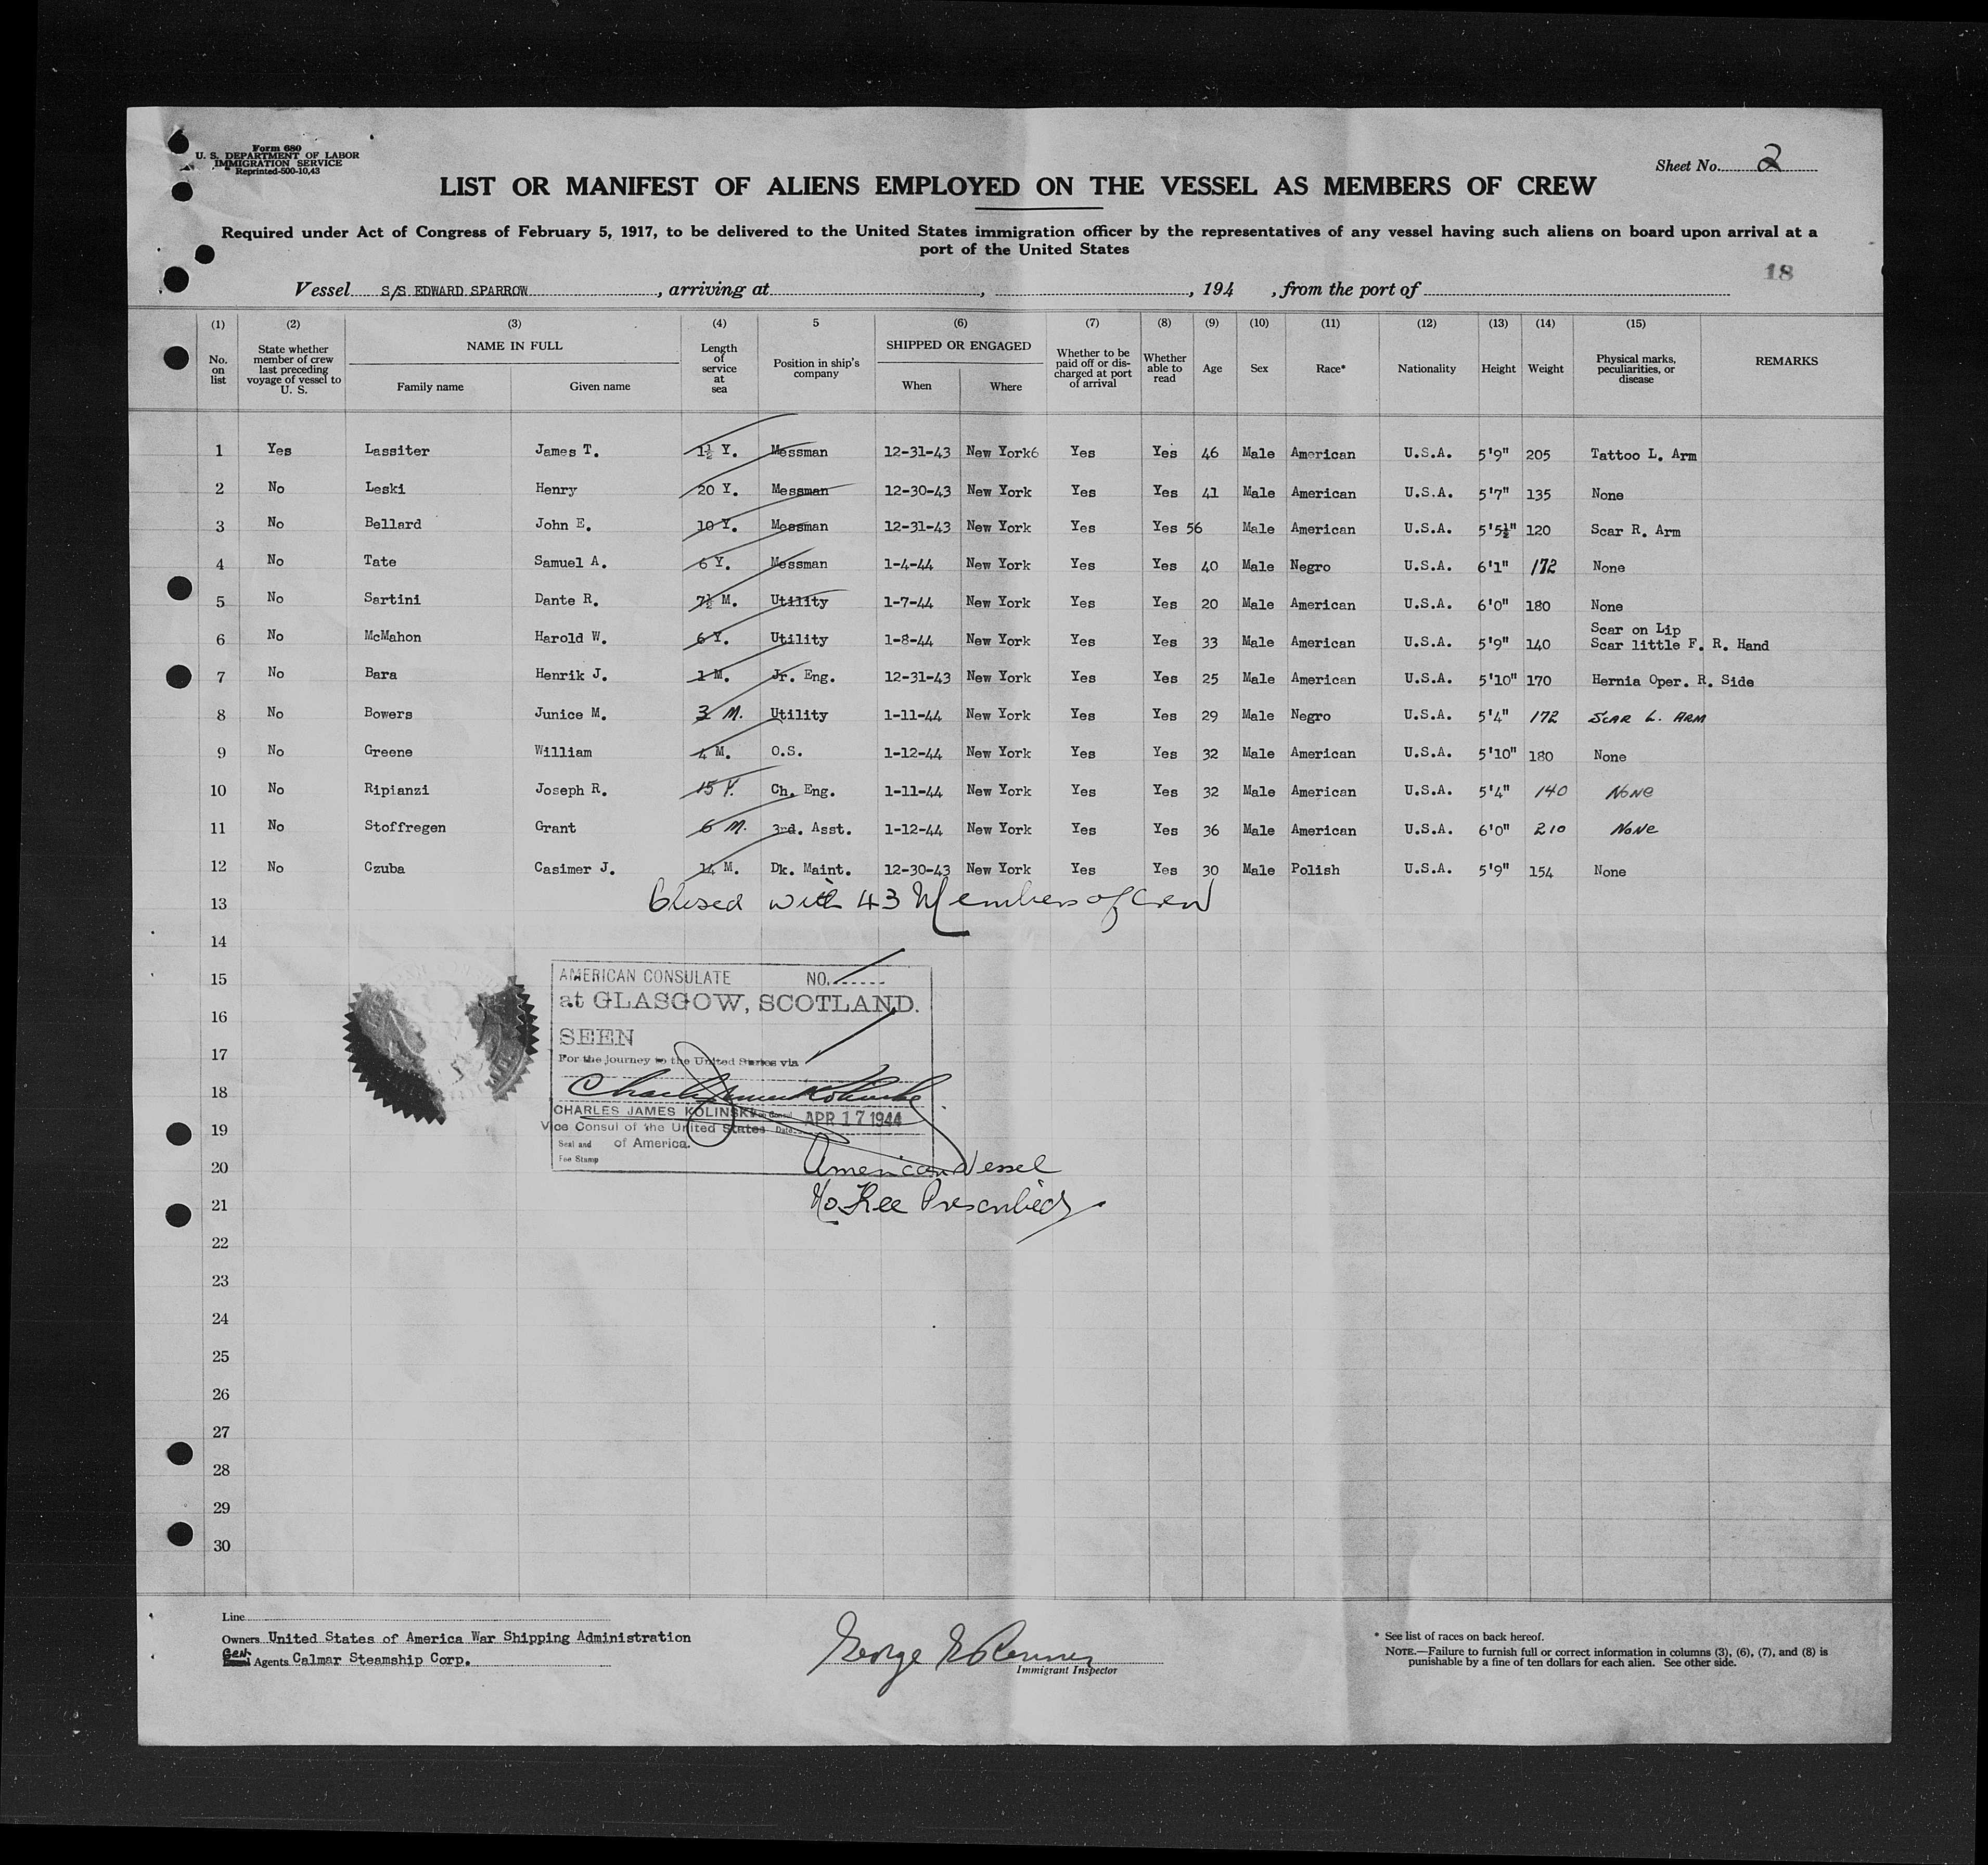 Form 680
U. S. DEPARTMENT OF LABOR
IMMIGRATION SERVICE
Reprinted-500-10,43
Sheet No. 2
LIST OR MANIFEST OF ALIENS EMPLOYED ON THE VESSEL AS MEMBERS OF CREW
Required under Act of Congress of February 5, 1917, to be delivered to the United States immigration officer by the representatives of any vessel having such aliens on board upon arrival at a
port of the United States
18
Vessel S/S EDWARD SPARROW, arriving at , , 194 , from the port of
(1) (2) (3) (4) 5 (6) (7) (8) (9) (10) (11) (12) (13) (14) (15)
No. on list State whether member of crew last preceding voyage of vessel to U. S. NAME IN FULL Family name Given name Length of service at sea Position in ship's company SHIPPED OR ENGAGED When Where Whether to be paid off or discharged at port of arrival Whether able to read Age Sex Race* Nationality Height Weight Physical marks, peculiarities, or disease REMARKS
1 Yes Lassiter James T. 1½ Y. Messman 12-31-43 New York6 Yes Yes 46 Male American U.S.A. 5'9" 205 Tattoo L. Arm
2 No Leski Henry 20 Y. Messman 12-30-43 New York Yes Yes 41 Male American U.S.A. 5'7" 135 None
3 No Bellard John E. 10 Y. Messman 12-31-43 New York Yes Yes 56 Male American U.S.A. 5'5½" 120 Scar R. Arm
4 No Tate Samuel A. 6 Y. Messman 1-4-44 New York Yes Yes 40 Male Negro U.S.A. 6'1" 172 None
5 No Sartini Dante R. 7½ M. Utility 1-7-44 New York Yes Yes 20 Male American U.S.A. 6'0" 180 None
6 No McMahon Harold W. 6 Y. Utility 1-8-44 New York Yes Yes 33 Male American U.S.A. 5'9" 140 Scar on Lip Scar little F. R. Hand
7 No Bara Henrik J. 1 M. Jr. Eng. 12-31-43 New York Yes Yes 25 Male American U.S.A. 5'10" 170 Hernia Oper. R. Side
8 No Bowers Junice M. 3 M. Utility 1-11-44 New York Yes Yes 29 Male Negro U.S.A. 5'4" 172 SCAR L. ARM
9 No Greene William 4 M. O.S. 1-12-44 New York Yes Yes 32 Male American U.S.A. 5'10" 180 None
10 No Ripianzi Joseph R. 15 Y. Ch. Eng. 1-11-44 New York Yes Yes 32 Male American U.S.A. 5'4" 140 None
11 No Stoffregen Grant 6 M. 3rd. Asst. 1-12-44 New York Yes Yes 36 Male American U.S.A. 6'0" 210 None
12 No Czuba Casimer J. 14 M. Dk. Maint. 12-30-43 New York Yes Yes 30 Male Polish U.S.A. 5'9" 154 None
13 Closed with 43 Members of Crew
14
15 AMERICAN CONSULATE NO.
at GLASGOW, SCOTLAND.
16
SEEN
17 For the journey to the United States via
18
CHARLES JAMES KOLINSKI APR 17 1944
19 Vice Consul of the United States Date
Seal and of America.
Fee Stamp
20 American Vessel
21 No Fee Prescribed
22
23
24
25
26
27
28
29
30
Line
Owners United States of America War Shipping Administration
Gen. Agents Calmar Steamship Corp.
George
Immigrant Inspector
* See list of races on back hereof.
NOTE.—Failure to furnish full or correct information in columns (3), (6), (7), and (8) is
punishable by a fine of ten dollars for each alien. See other side.